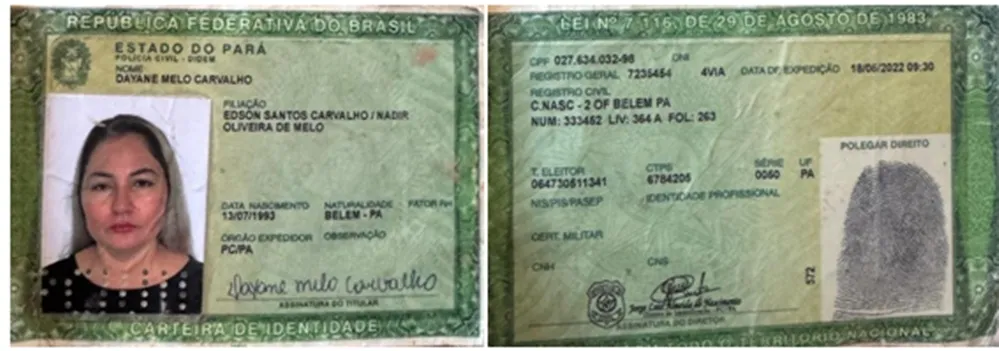 REPÚBLICA FEDERATIVA DO BRASIL
ESTADO DO PARÁ
POLÍCIA CIVIL - DIDEM
NOME
DAYANE MELO CARVALHO
FILIAÇÃO
EDSON SANTOS CARVALHO / NADIR
OLIVEIRA DE MELO
DATA NASCIMENTO NATURALIDADE FATOR RH
13/07/1993 BELEM - PA
ÓRGÃO EXPEDIDOR OBSERVAÇÃO
PC/PA
Dayane melo Carvalho
ASSINATURA DO TITULAR
CARTEIRA DE IDENTIDADE
LEI Nº 7.116, DE 29 DE AGOSTO DE 1983
CPF 027.634.032-98 DNI
REGISTRO GERAL 7235454 4VIA DATA DE EXPEDIÇÃO 18/06/2022 09:30
REGISTRO CIVIL
C.NASC - 2 OF BELEM PA
NUM: 333452 LIV: 364 A FOL: 263
POLEGAR DIREITO
T. ELEITOR CTPS SÉRIE UF
064730511341 6784205 0050 PA
NIS/PIS/PASEP IDENTIDADE PROFISSIONAL
CERT. MILITAR
CNH CNS
572
ASSINATURA DO DIRETOR
TERRITÓRIO NACIONAL